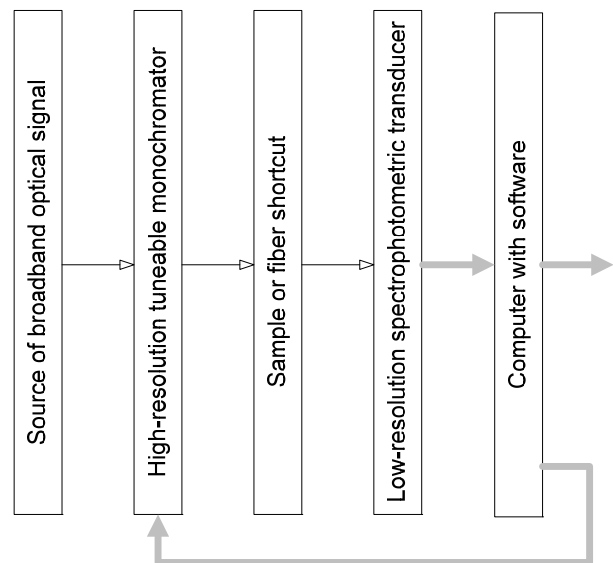 Source of broadband optical signal
High-resolution tuneable monochromator
Sample or fiber shortcut
Low-resolution spectrophotometric transducer
Computer with software